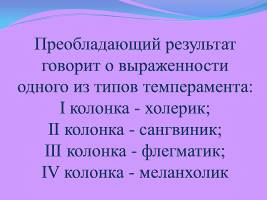 Преобладающий результат
говорит о выраженности
одного из типов темперамента:
I колонка - холерик;
II колонка - сангвиник;
III колонка - флегматик;
IV колонка - меланхолик